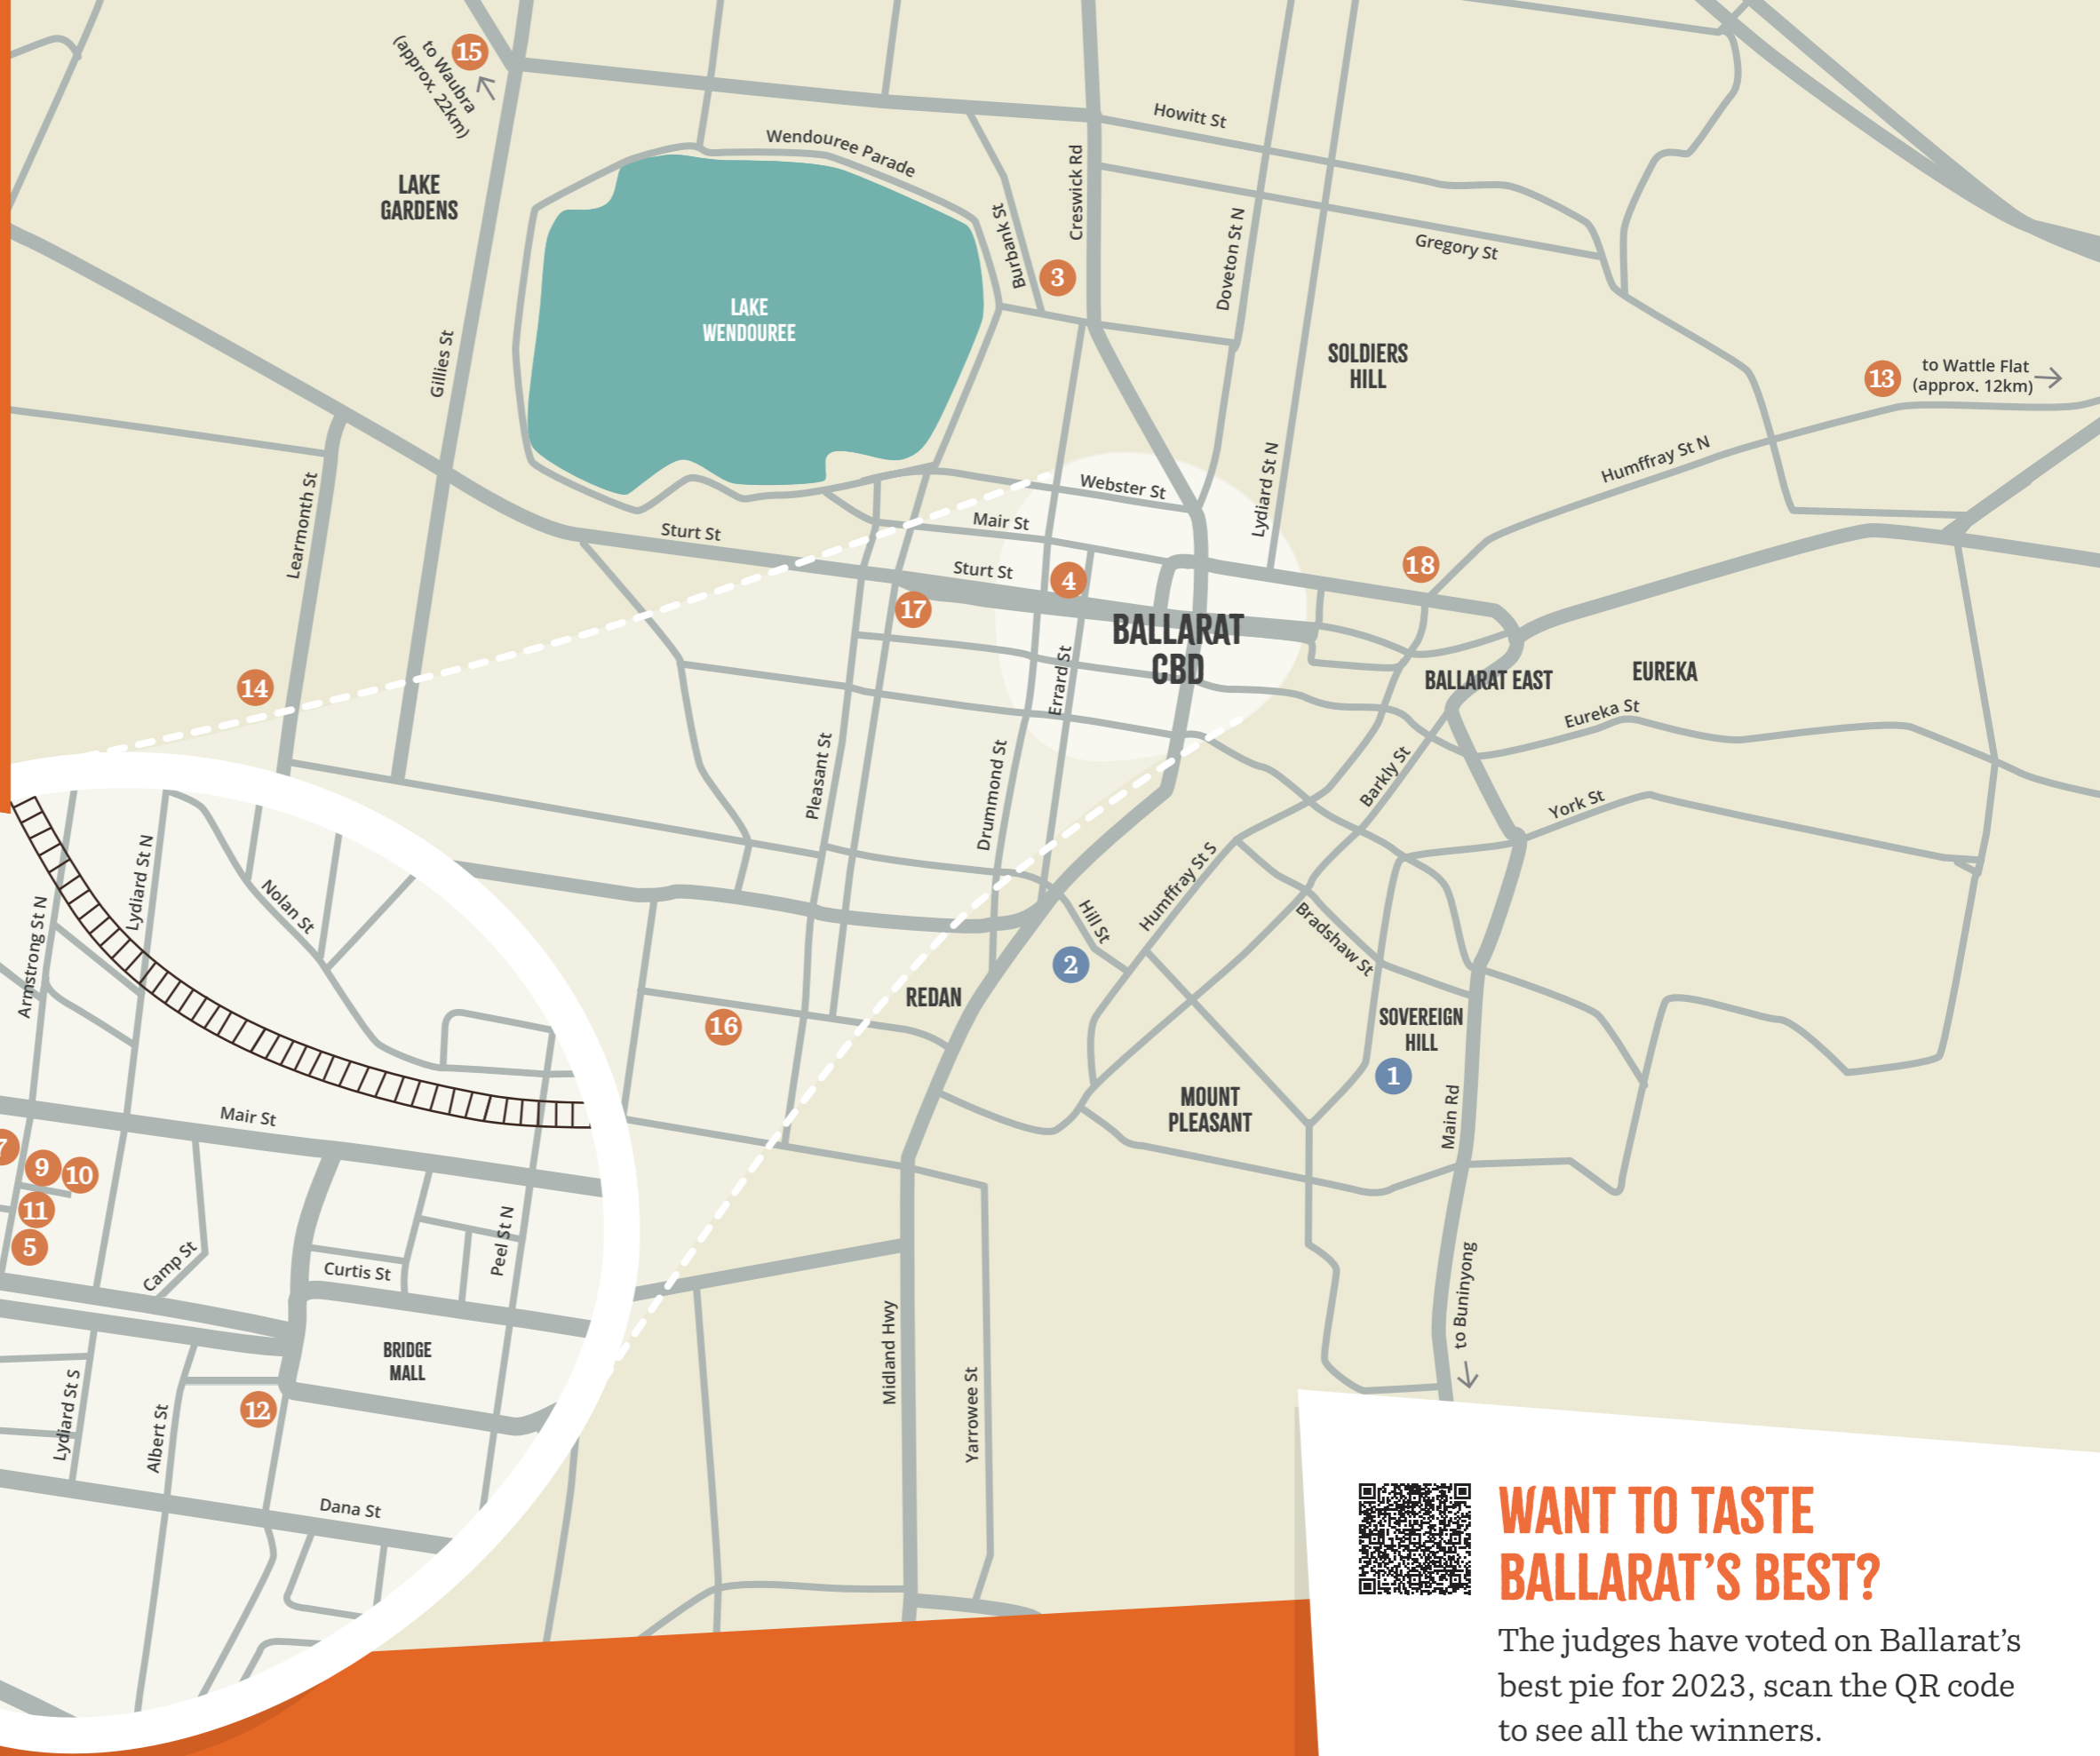 15
to Waubra
(approx. 22km)
LAKE
GARDENS
Wendouree Parade
Howitt St
Creswick Rd
Burbank St
3
Doveton St N
Gregory St
LAKE
WENDOUREE
Gillies St
SOLDIERS
HILL
13
to Wattle Flat
(approx. 12km)
Humffray St N
Learmonth St
Lydiard St N
Webster St
Mair St
Sturt St
Sturt St
4
17
18
BALLARAT
CBD
BALLARAT EAST
EUREKA
Eureka St
Errard St
14
Pleasant St
Drummond St
Barkly St
York St
Humffray St S
Hill St
Bradshaw St
2
REDAN
16
SOVEREIGN
HILL
1
MOUNT
PLEASANT
Main Rd
to Buninyong
Midland Hwy
Yarrowee St
Lydiard St N
Nolan St
Armstrong St N
Mair St
7
9
10
11
5
Camp St
Curtis St
Peel St N
BRIDGE
MALL
Lydiard St S
Albert St
12
Dana St
WANT TO TASTE
BALLARAT'S BEST?
The judges have voted on Ballarat's
best pie for 2023, scan the QR code
to see all the winners.